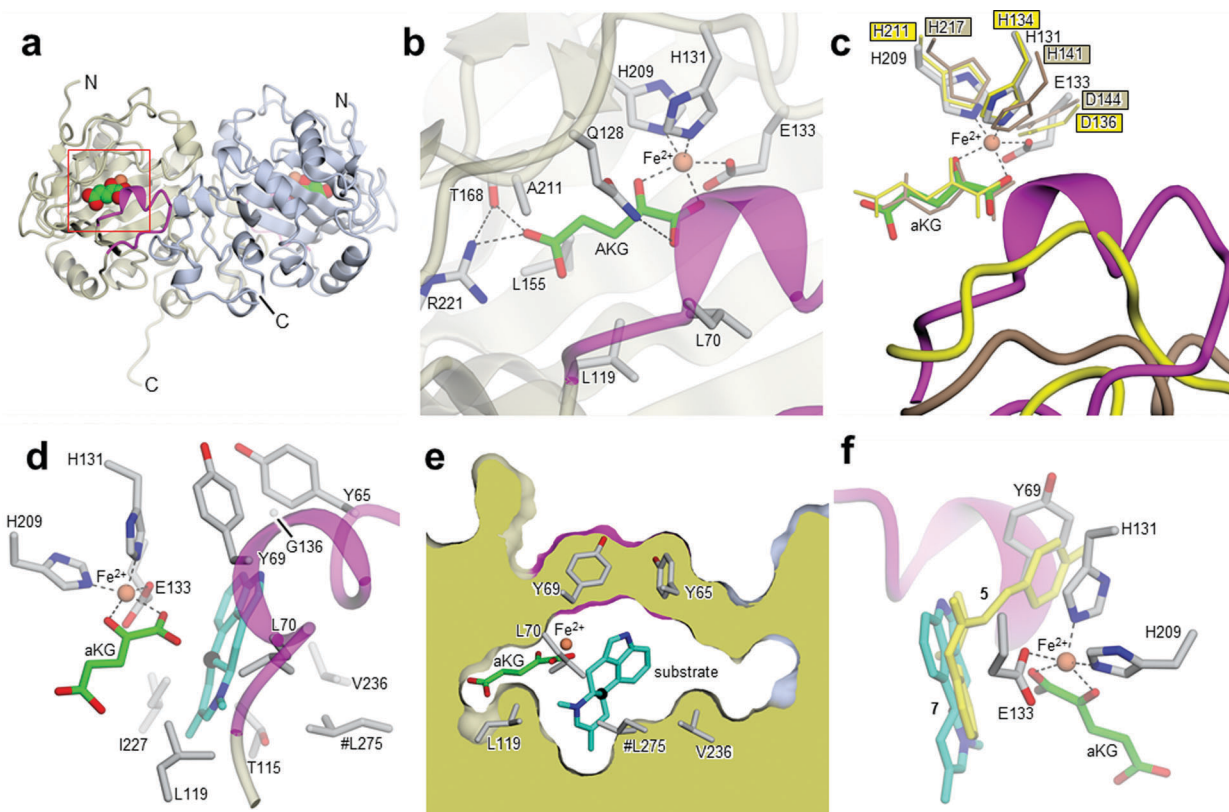 a
N
N
C
C
b
H131
H209
Q128
E133
Fe2+
T168
A211
AKG
L155
R221
L70
L119
c
H211
H217
H134
H209
H131
H141
E133
D144
Fe2+
D136
aKG
d
H131
Y65
H209
G136
Y69
Fe2+
E133
L70
aKG
V236
I227
#L275
T115
L119
e
Y69
Y65
L70
Fe2+
aKG
substrate
L119
#L275
V236
f
Y69
H131
5
Fe2+
H209
E133
7
aKG